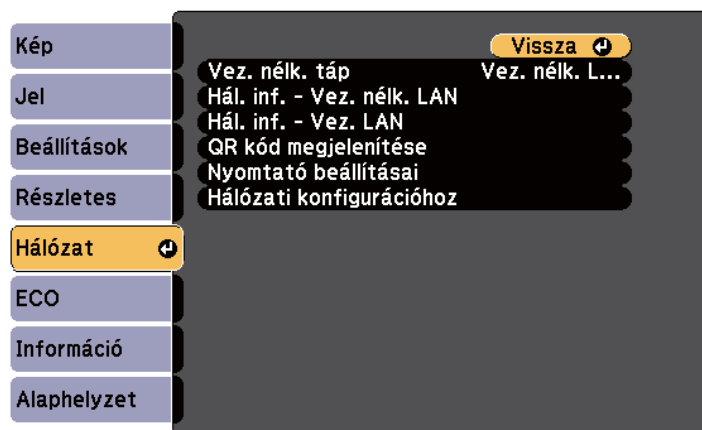 Kép
Jel
Beállítások
Részletes
Hálózat
ECO
Információ
Alaphelyzet
Vissza
Vez. nélk. táp Vez. nélk. L...
Hál. inf. - Vez. nélk. LAN
Hál. inf. - Vez. LAN
QR kód megjelenítése
Nyomtató beállításai
Hálózati konfigurációhoz